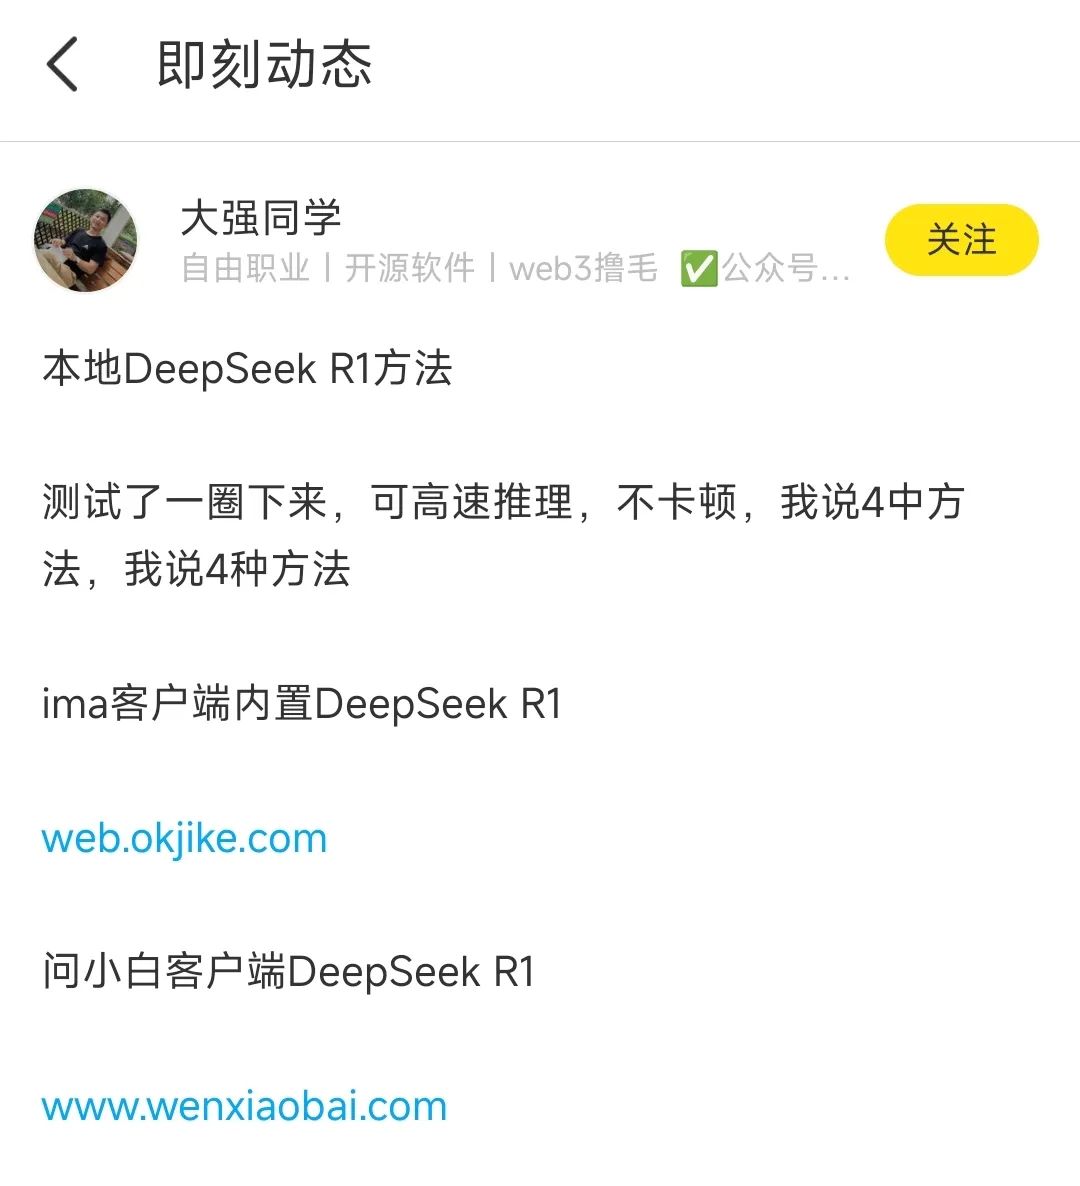 即刻动态
大强同学
关注
自由职业丨开源软件丨web3撸毛 ✅公众号...
本地DeepSeek R1方法
测试了一圈下来，可高速推理，不卡顿，我说4中方
法，我说4种方法
ima客户端内置DeepSeek R1
web.okjike.com
问小白客户端DeepSeek R1
www.wenxiaobai.com